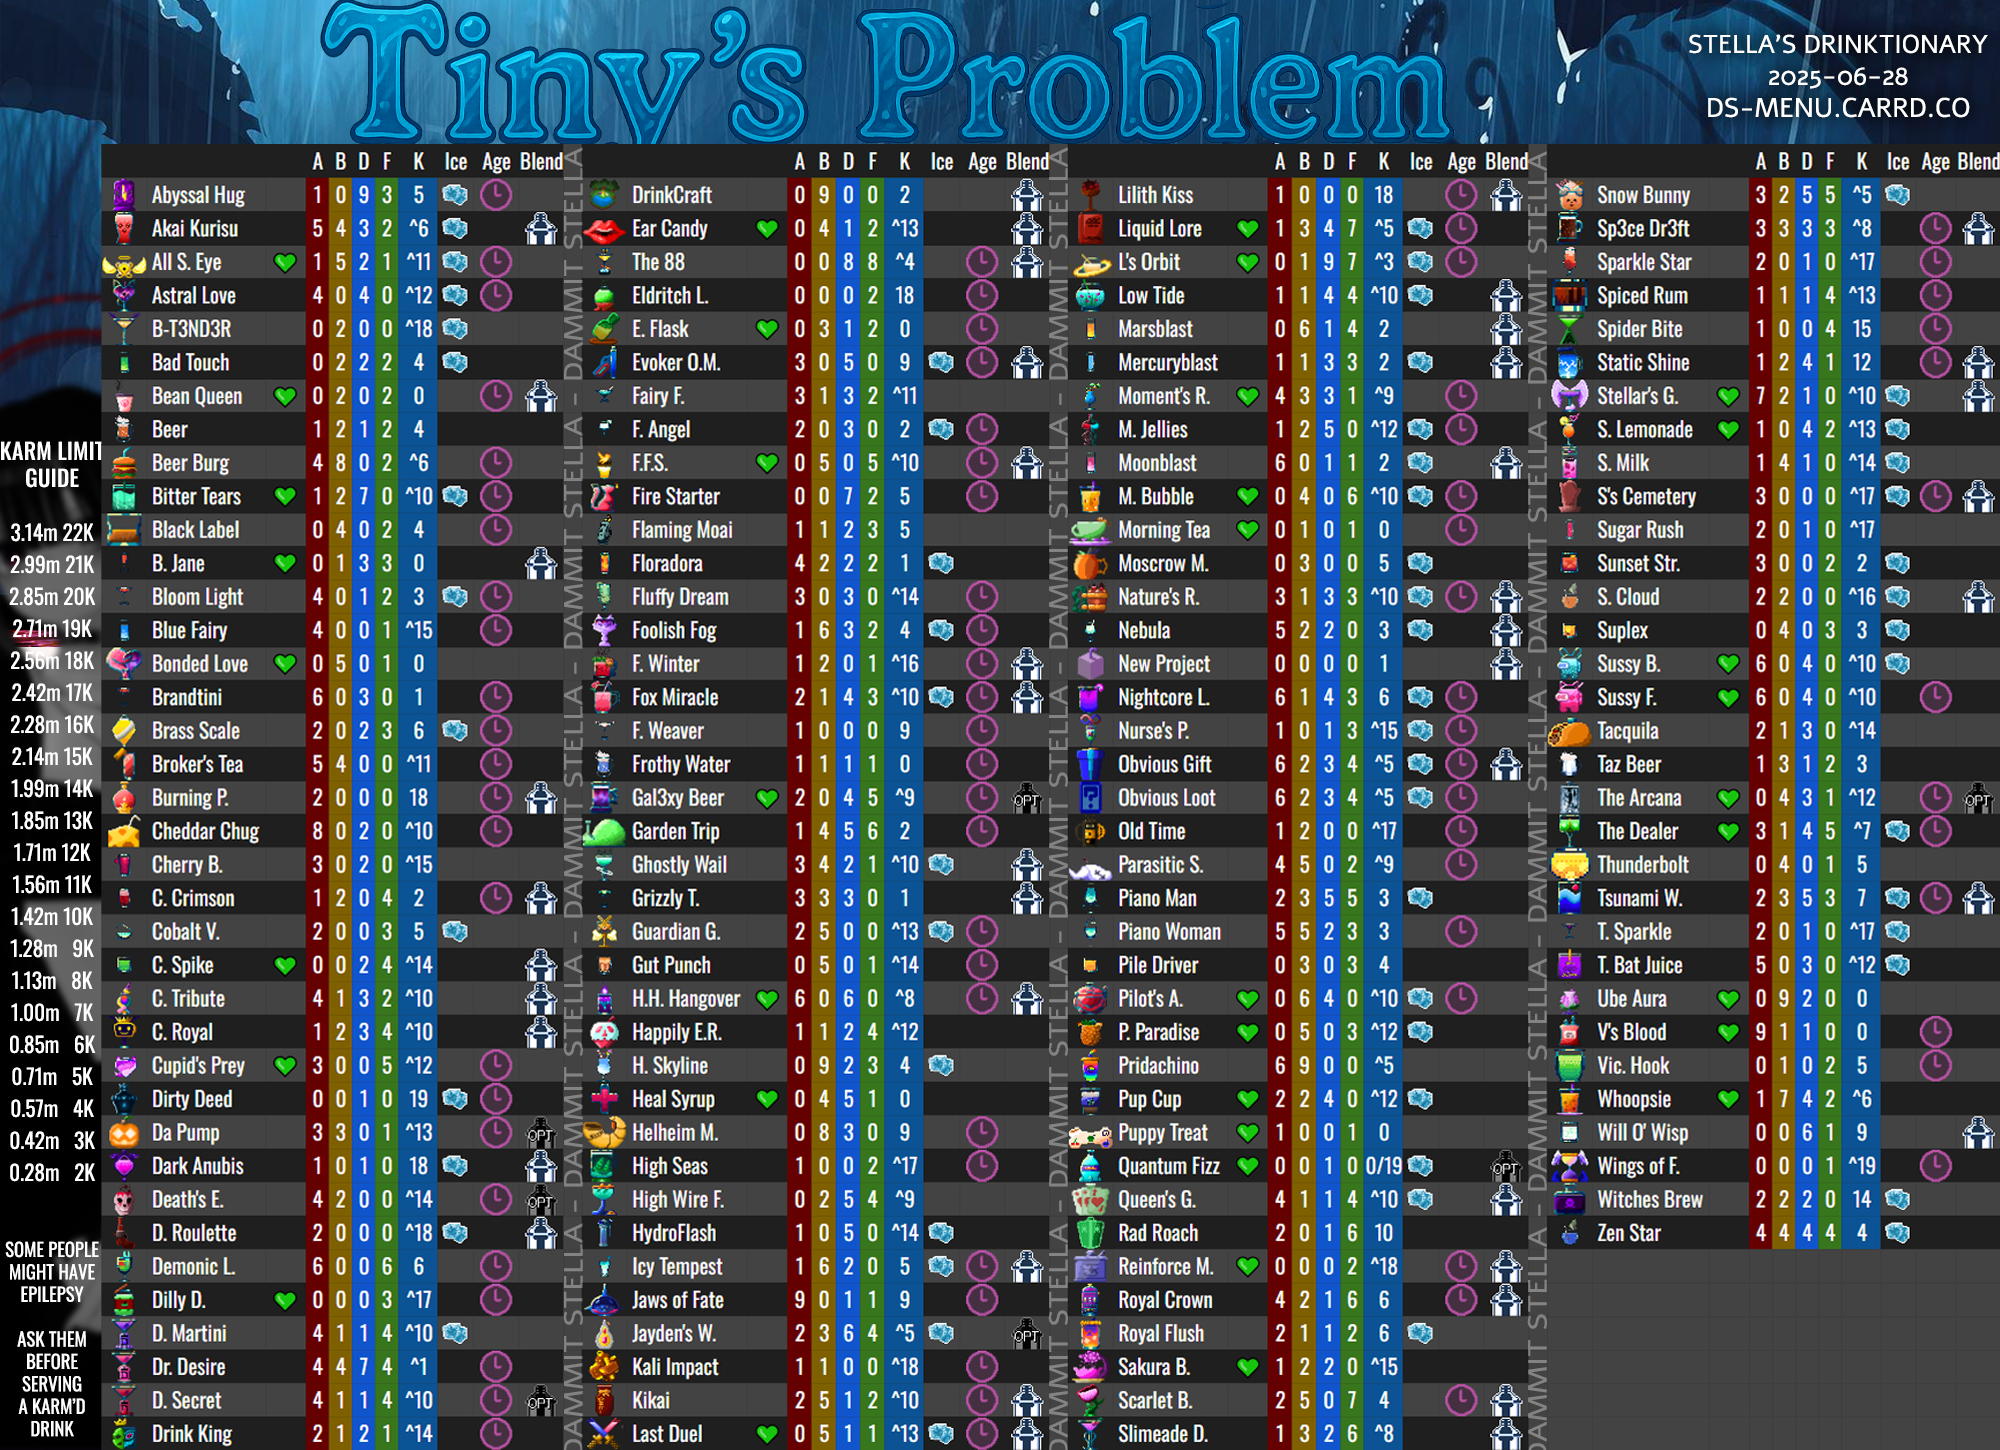 Tiny's Problem
STELLA'S DRINKTIONARY
2025-06-28
DS-MENU.CARRD.CO
KARM LIMIT
GUIDE
3.14m 22K
2.99m 21K
2.85m 20K
2.71m 19K
2.56m 18K
2.42m 17K
2.28m 16K
2.14m 15K
1.99m 14K
1.85m 13K
1.71m 12K
1.56m 11K
1.42m 10K
1.28m 9K
1.13m 8K
1.00m 7K
0.85m 6K
0.71m 5K
0.57m 4K
0.42m 3K
0.28m 2K
SOME PEOPLE
MIGHT HAVE
EPILEPSY
ASK THEM
BEFORE
SERVING
A KARM'D
DRINK
A B D F K Ice Age Blend
Abyssal Hug 1 0 9 3 5
Akai Kurisu 5 4 3 2 ^6
All S. Eye 1 5 2 1 ^11
Astral Love 4 0 4 0 ^12
B-T3ND3R 0 2 0 0 ^18
Bad Touch 0 2 2 2 4
Bean Queen 0 2 0 2 0
Beer 1 2 1 2 4
Beer Burg 4 8 0 2 ^6
Bitter Tears 1 2 7 0 ^10
Black Label 0 4 0 2 4
B. Jane 0 1 3 3 0
Bloom Light 4 0 1 2 3
Blue Fairy 4 0 0 1 ^15
Bonded Love 0 5 0 1 0
Brandtini 6 0 3 0 1
Brass Scale 2 0 2 3 6
Broker's Tea 5 4 0 0 ^11
Burning P. 2 0 0 0 18
Cheddar Chug 8 0 2 0 ^10
Cherry B. 3 0 2 0 ^15
C. Crimson 1 2 0 4 2
Cobalt V. 2 0 0 3 5
C. Spike 0 0 2 4 ^14
C. Tribute 4 1 3 2 ^10
C. Royal 1 2 3 4 ^10
Cupid's Prey 3 0 0 5 ^12
Dirty Deed 0 0 1 0 19
Da Pump 3 3 0 1 ^13 OPT
Dark Anubis 1 0 1 0 18
Death's E. 4 2 0 0 ^14 OPT
D. Roulette 2 0 0 0 ^18
Demonic L. 6 0 0 6 6
Dilly D. 0 0 0 3 ^17
D. Martini 4 1 1 4 ^10
Dr. Desire 4 4 7 4 ^1
D. Secret 4 1 1 4 ^10 OPT
Drink King 2 1 2 1 ^14
DAMMIT STELLA - DAMMIT STELLA - DAMMIT STELLA - DAMMIT STELLA
A B D F K Ice Age Blend
DrinkCraft 0 9 0 0 2
Ear Candy 0 4 1 2 ^13
The 88 0 0 8 8 ^4
Eldritch L. 0 0 0 2 18
E. Flask 0 3 1 2 0
Evoker O.M. 3 0 5 0 9
Fairy F. 3 1 3 2 ^11
F. Angel 2 0 3 0 2
F.F.S. 0 5 0 5 ^10
Fire Starter 0 0 7 2 5
Flaming Moai 1 1 2 3 5
Floradora 4 2 2 2 1
Fluffy Dream 3 0 3 0 ^14
Foolish Fog 1 6 3 2 4
F. Winter 1 2 0 1 ^16
Fox Miracle 2 1 4 3 ^10
F. Weaver 1 0 0 0 9
Frothy Water 1 1 1 1 0
Gal3xy Beer 2 0 4 5 ^9 OPT
Garden Trip 1 4 5 6 2
Ghostly Wail 3 4 2 1 ^10
Grizzly T. 3 3 3 0 1
Guardian G. 2 5 0 0 ^13
Gut Punch 0 5 0 1 ^14
H.H. Hangover 6 0 6 0 ^8
Happily E.R. 1 1 2 4 ^12
H. Skyline 0 9 2 3 4
Heal Syrup 0 4 5 1 0
Helheim M. 0 8 3 0 9
High Seas 1 0 0 2 ^17
High Wire F. 0 2 5 4 ^9
HydroFlash 1 0 5 0 ^14
Icy Tempest 1 6 2 0 5
Jaws of Fate 9 0 1 1 9
Jayden's W. 2 3 6 4 ^5 OPT
Kali Impact 1 1 0 0 ^18
Kikai 2 5 1 2 ^10
Last Duel 0 5 1 1 ^13
DAMMIT STELLA - DAMMIT STELLA - DAMMIT STELLA - DAMMIT STELLA
A B D F K Ice Age Blend
Lilith Kiss 1 0 0 0 18
Liquid Lore 1 3 4 7 ^5
L's Orbit 0 1 9 7 ^3
Low Tide 1 1 4 4 ^10
Marsblast 0 6 1 4 2
Mercuryblast 1 1 3 3 2
Moment's R. 4 3 3 1 ^9
M. Jellies 1 2 5 0 ^12
Moonblast 6 0 1 1 2
M. Bubble 0 4 0 6 ^10
Morning Tea 0 1 0 1 0
Moscrow M. 0 3 0 0 5
Nature's R. 3 1 3 3 ^10
Nebula 5 2 2 0 3
New Project 0 0 0 0 1
Nightcore L. 6 1 4 3 6
Nurse's P. 1 0 1 3 ^15
Obvious Gift 6 2 3 4 ^5
Obvious Loot 6 2 3 4 ^5
Old Time 1 2 0 0 ^17
Parasitic S. 4 5 0 2 ^9
Piano Man 2 3 5 5 3
Piano Woman 5 5 2 3 3
Pile Driver 0 3 0 3 4
Pilot's A. 0 6 4 0 ^10
P. Paradise 0 5 0 3 ^12
Pridachino 6 9 0 0 ^5
Pup Cup 2 2 4 0 ^12
Puppy Treat 1 0 0 1 0
Quantum Fizz 0 0 1 0 0/19 OPT
Queen's G. 4 1 1 4 ^10
Rad Roach 2 0 1 6 10
Reinforce M. 0 0 0 2 ^18
Royal Crown 4 2 1 6 6
Royal Flush 2 1 1 2 6
Sakura B. 1 2 2 0 ^15
Scarlet B. 2 5 0 7 4
Slimeade D. 1 3 2 6 ^8
DAMMIT STELLA - DAMMIT STELLA - DAMMIT STELLA - DAMMIT STELLA
A B D F K Ice Age Blend
Snow Bunny 3 2 5 5 ^5
Sp3ce Dr3ft 3 3 3 3 ^8
Sparkle Star 2 0 1 0 ^17
Spiced Rum 1 1 1 4 ^13
Spider Bite 1 0 0 4 15
Static Shine 1 2 4 1 12
Stellar's G. 7 2 1 0 ^10
S. Lemonade 1 0 4 2 ^13
S. Milk 1 4 1 0 ^14
S's Cemetery 3 0 0 0 ^17
Sugar Rush 2 0 1 0 ^17
Sunset Str. 3 0 0 2 2
S. Cloud 2 2 0 0 ^16
Suplex 0 4 0 3 3
Sussy B. 6 0 4 0 ^10
Sussy F. 6 0 4 0 ^10
Tacquila 2 1 3 0 ^14
Taz Beer 1 3 1 2 3
The Arcana 0 4 3 1 ^12 OPT
The Dealer 3 1 4 5 ^7
Thunderbolt 0 4 0 1 5
Tsunami W. 2 3 5 3 7
T. Sparkle 2 0 1 0 ^17
T. Bat Juice 5 0 3 0 ^12
Ube Aura 0 9 2 0 0
V's Blood 9 1 1 0 0
Vic. Hook 0 1 0 2 5
Whoopsie 1 7 4 2 ^6
Will O' Wisp 0 0 6 1 9
Wings of F. 0 0 0 1 ^19
Witches Brew 2 2 2 0 14
Zen Star 4 4 4 4 4